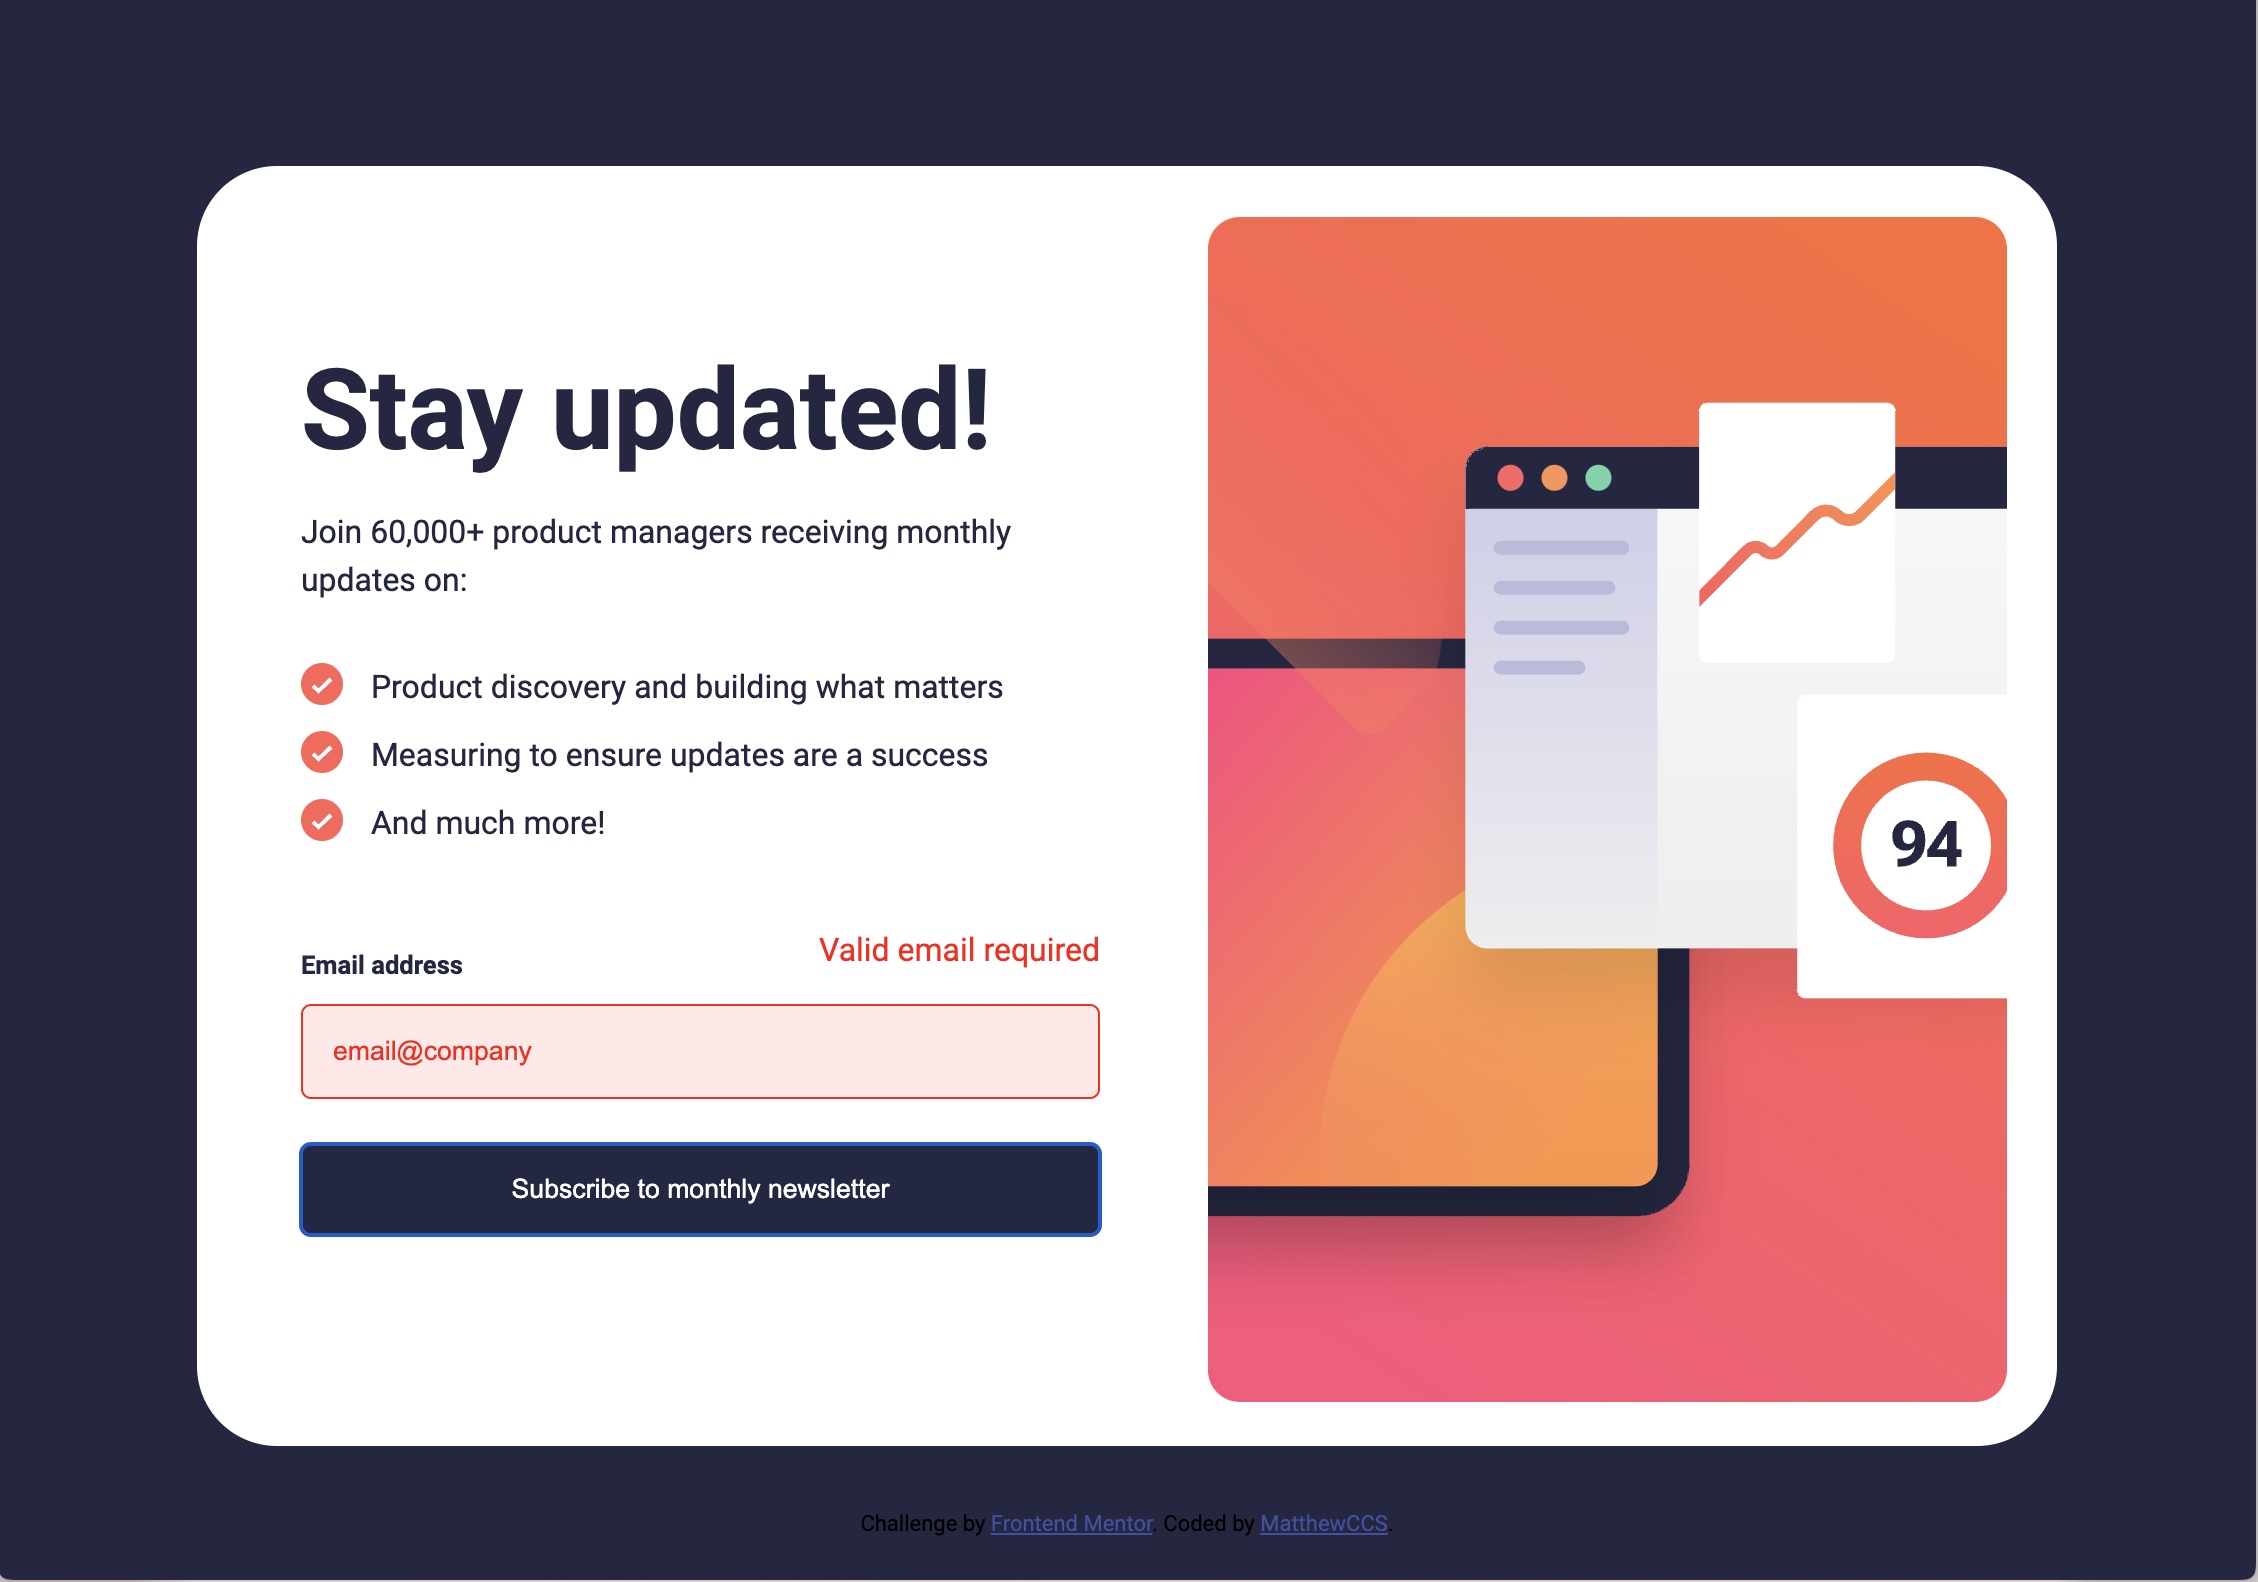 Stay updated!
Join 60,000+ product managers receiving monthly
updates on:
Product discovery and building what matters
Measuring to ensure updates are a success
And much more!
Email address
Valid email required
email@company
Subscribe to monthly newsletter
94
Challenge by Frontend Mentor. Coded by MatthewCCS.